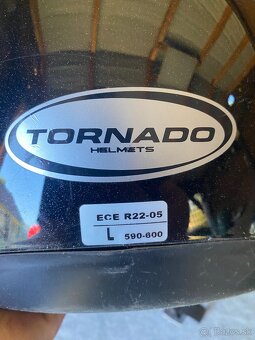 TORNADO
HELMETS
ECE R22-05
L 590-600